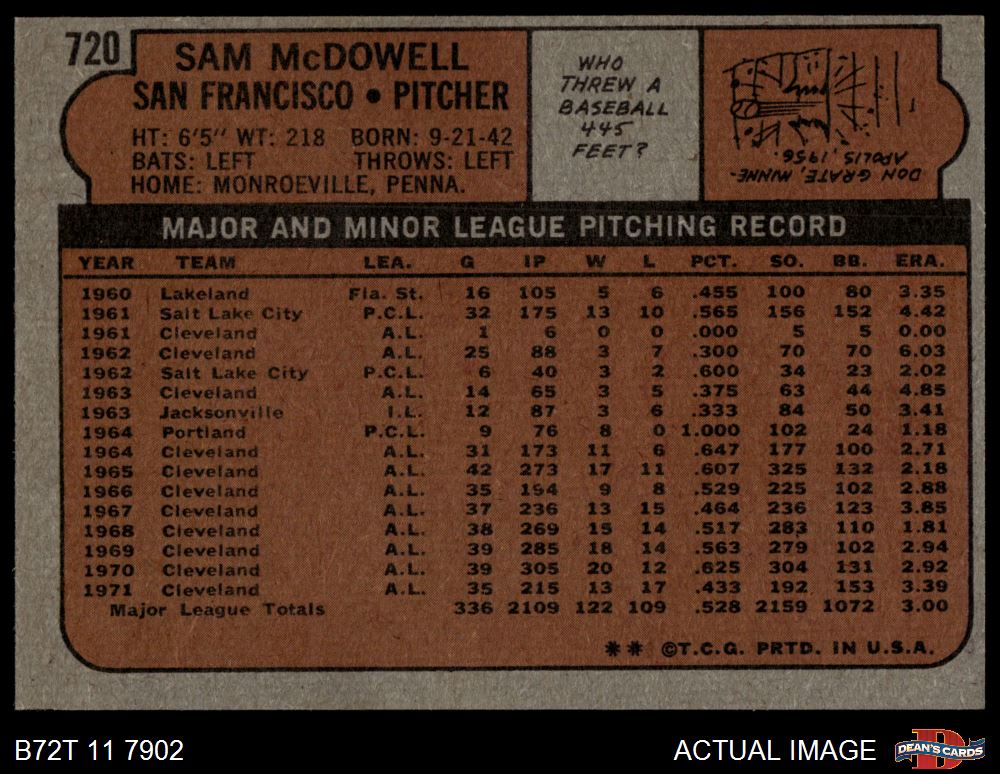 720
SAM McDOWELL
SAN FRANCISCO • PITCHER
HT: 6'5" WT: 218 BORN: 9-21-42
BATS: LEFT THROWS: LEFT
HOME: MONROEVILLE, PENNA.
WHO
THREW A
BASEBALL
445
FEET?
DON GRATE, MINNE-
APOLIS, 1956.
MAJOR AND MINOR LEAGUE PITCHING RECORD
YEAR TEAM LEA. G IP W L PCT. SO. BB. ERA.
1960 Lakeland Fla. St. 16 105 5 6 .455 100 80 3.35
1961 Salt Lake City P.C.L. 32 175 13 10 .565 156 152 4.42
1961 Cleveland A.L. 1 6 0 0 .000 5 5 0.00
1962 Cleveland A.L. 25 88 3 7 .300 70 70 6.03
1962 Salt Lake City P.C.L. 6 40 3 2 .600 34 23 2.02
1963 Cleveland A.L. 14 65 3 5 .375 63 44 4.85
1963 Jacksonville I.L. 12 87 3 6 .333 84 50 3.41
1964 Portland P.C.L. 9 76 8 0 1.000 102 24 1.18
1964 Cleveland A.L. 31 173 11 6 .647 177 100 2.71
1965 Cleveland A.L. 42 273 17 11 .607 325 132 2.18
1966 Cleveland A.L. 35 194 9 8 .529 225 102 2.88
1967 Cleveland A.L. 37 236 13 15 .464 236 123 3.85
1968 Cleveland A.L. 38 269 15 14 .517 283 110 1.81
1969 Cleveland A.L. 39 285 18 14 .563 279 102 2.94
1970 Cleveland A.L. 39 305 20 12 .625 304 131 2.92
1971 Cleveland A.L. 35 215 13 17 .433 192 153 3.39
Major League Totals 336 2109 122 109 .528 2159 1072 3.00
** ©T.C.G. PRTD. IN U.S.A.
B72T 11 7902
ACTUAL IMAGE
D
DEAN'S CARDS